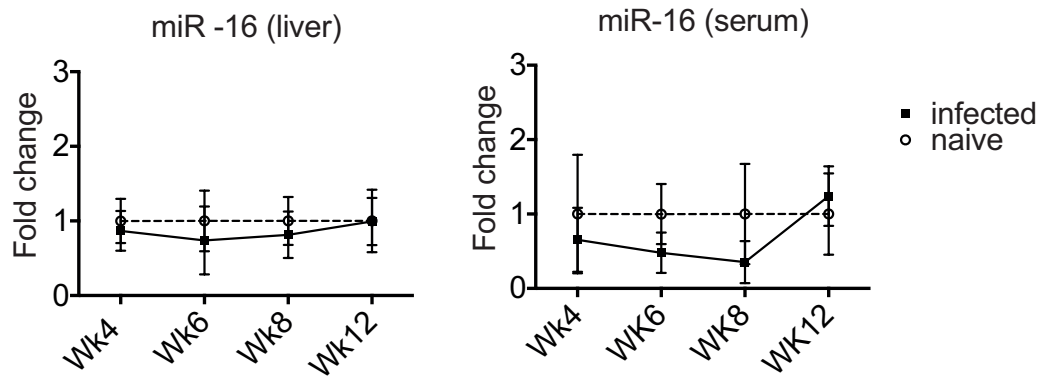 miR -16 (liver)
Fold change
3
2
1
0
Wk4
Wk6
Wk8
Wk12
miR-16 (serum)
Fold change
3
2
1
0
Wk4
WK6
WK8
WK12
infected
naive